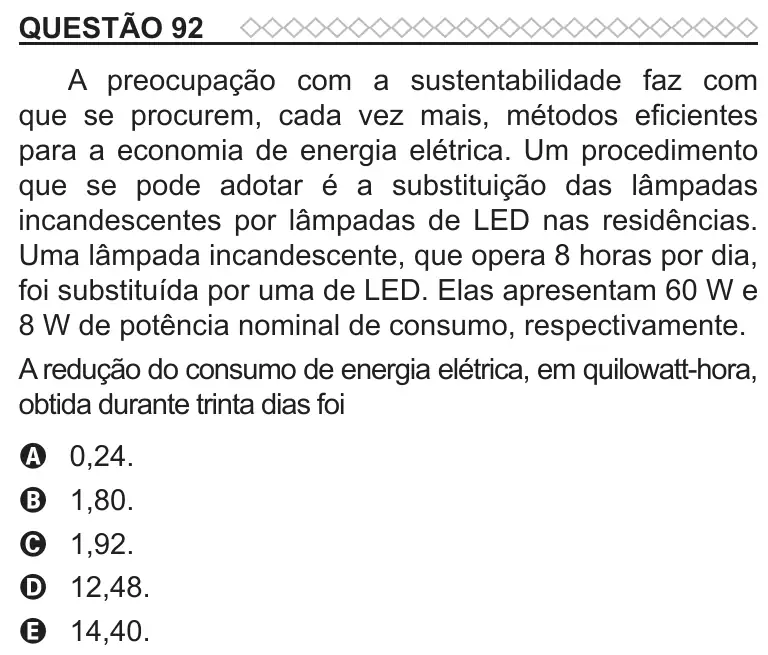 QUESTÃO 92
A preocupação com a sustentabilidade faz com
que se procurem, cada vez mais, métodos eficientes
para a economia de energia elétrica. Um procedimento
que se pode adotar é a substituição das lâmpadas
incandescentes por lâmpadas de LED nas residências.
Uma lâmpada incandescente, que opera 8 horas por dia,
foi substituída por uma de LED. Elas apresentam 60 W e
8 W de potência nominal de consumo, respectivamente.
A redução do consumo de energia elétrica, em quilowatt-hora,
obtida durante trinta dias foi
A 0,24.
B 1,80.
C 1,92.
D 12,48.
E 14,40.